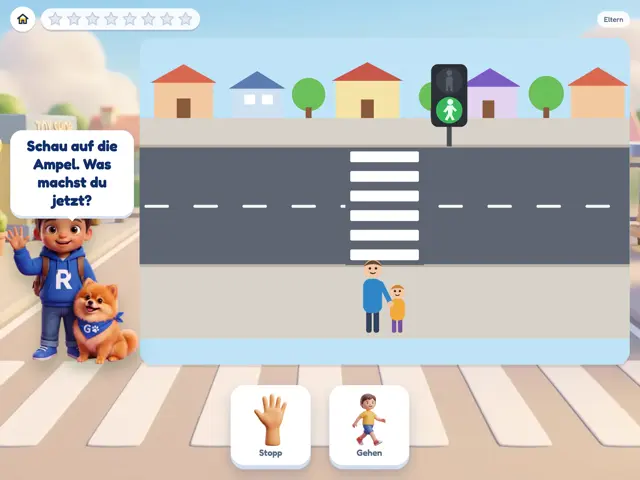 Eltern
Schau auf die
Ampel. Was
machst du
jetzt?
R
G
Stopp
Gehen